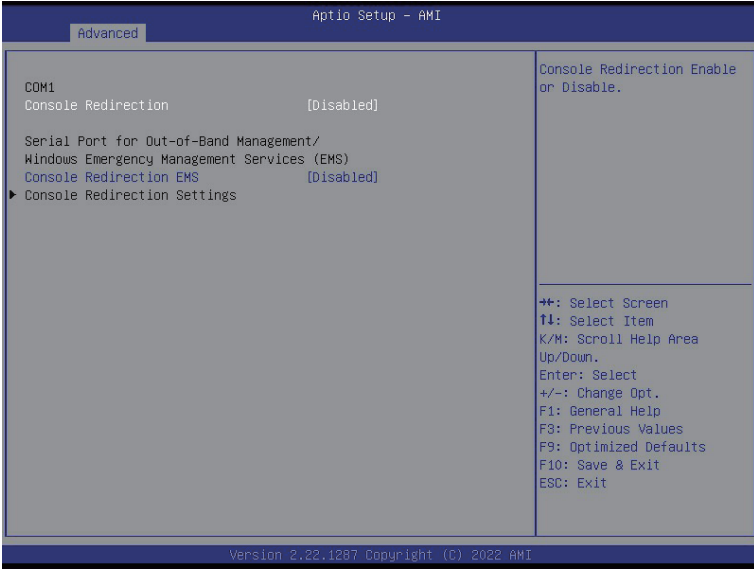 Aptio Setup – AMI
Advanced
COM1
Console Redirection [Disabled]
Serial Port for Out-of-Band Management/
Windows Emergency Management Services (EMS)
Console Redirection EMS [Disabled]
▶ Console Redirection Settings
Console Redirection Enable
or Disable.
→←: Select Screen
↑↓: Select Item
K/M: Scroll Help Area
Up/Down.
Enter: Select
+/-: Change Opt.
F1: General Help
F3: Previous Values
F9: Optimized Defaults
F10: Save & Exit
ESC: Exit
Version 2.22.1287 Copyright (C) 2022 AMI